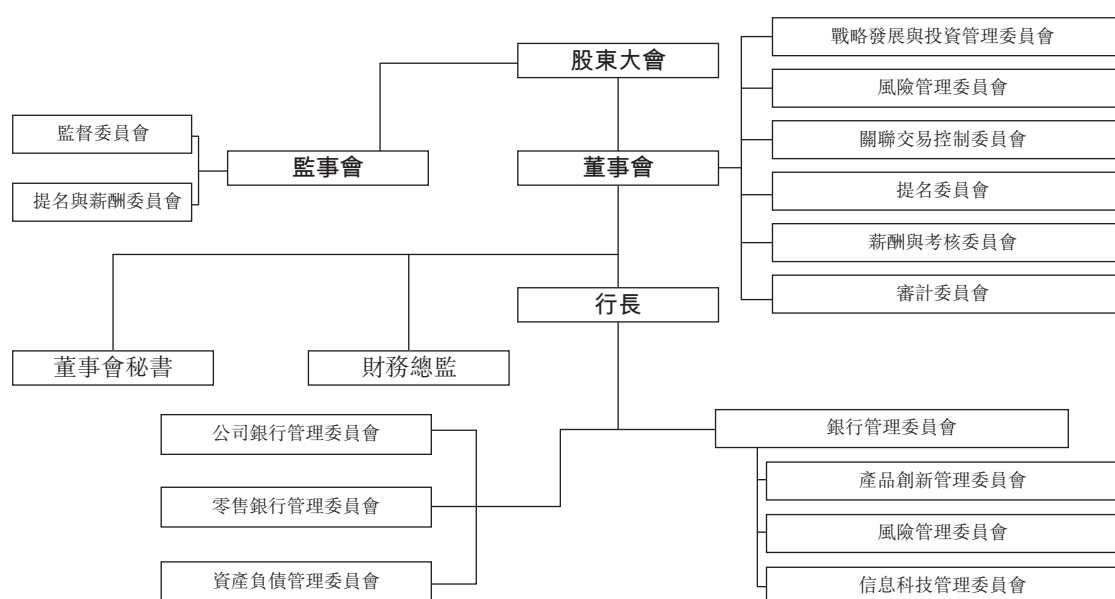 戰略發展與投資管理委員會
股東大會
風險管理委員會
監督委員會
關聯交易控制委員會
監事會
董事會
提名與薪酬委員會
提名委員會
薪酬與考核委員會
行長
審計委員會
董事會秘書
財務總監
公司銀行管理委員會
銀行管理委員會
產品創新管理委員會
零售銀行管理委員會
風險管理委員會
資產負債管理委員會
信息科技管理委員會